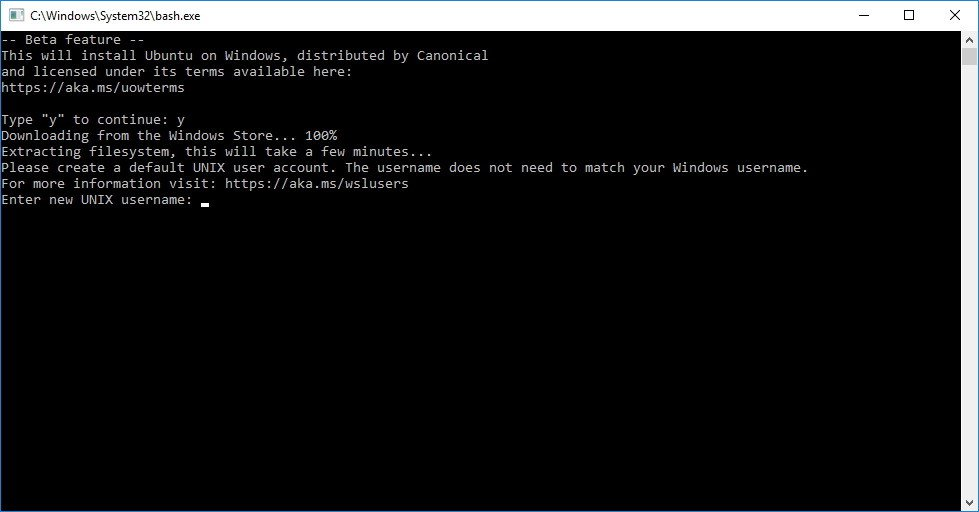 C:\Windows\System32\bash.exe
-- Beta feature --
This will install Ubuntu on Windows, distributed by Canonical
and licensed under its terms available here:
https://aka.ms/uowterms
Type "y" to continue: y
Downloading from the Windows Store... 100%
Extracting filesystem, this will take a few minutes...
Please create a default UNIX user account. The username does not need to match your Windows username.
For more information visit: https://aka.ms/wslusers
Enter new UNIX username: